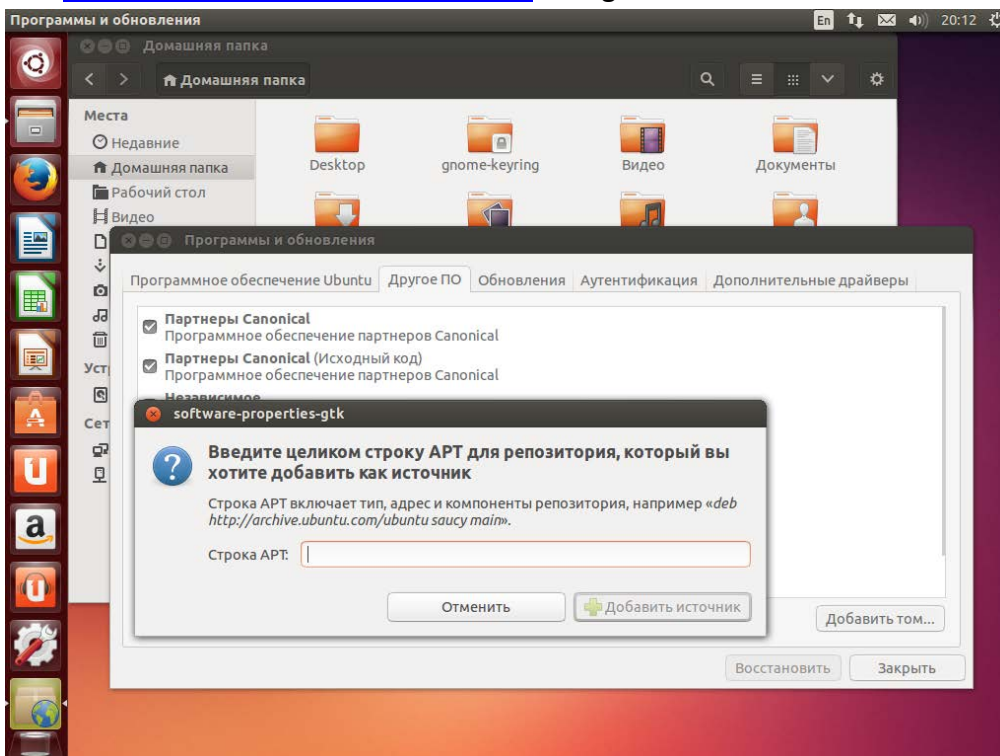 Программы и обновления
En
20:12
Домашняя папка
Домашняя папка
Места
Недавние
Домашняя папка
Рабочий стол
Видео
Desktop
gnome-keyring
Видео
Документы
Программы и обновления
Программное обеспечение Ubuntu
Другое ПО
Обновления
Аутентификация
Дополнительные драйверы
Партнеры Canonical
Программное обеспечение партнеров Canonical
Партнеры Canonical (Исходный код)
Программное обеспечение партнеров Canonical
Независимое
Уст
Сет
software-properties-gtk
Введите целиком строку APT для репозитория, который вы
хотите добавить как источник
Строка APT включает тип, адрес и компоненты репозитория, например «deb
http://archive.ubuntu.com/ubuntu saucy main».
Строка APT:
Отменить
Добавить источник
Добавить том...
Восстановить
Закрыть